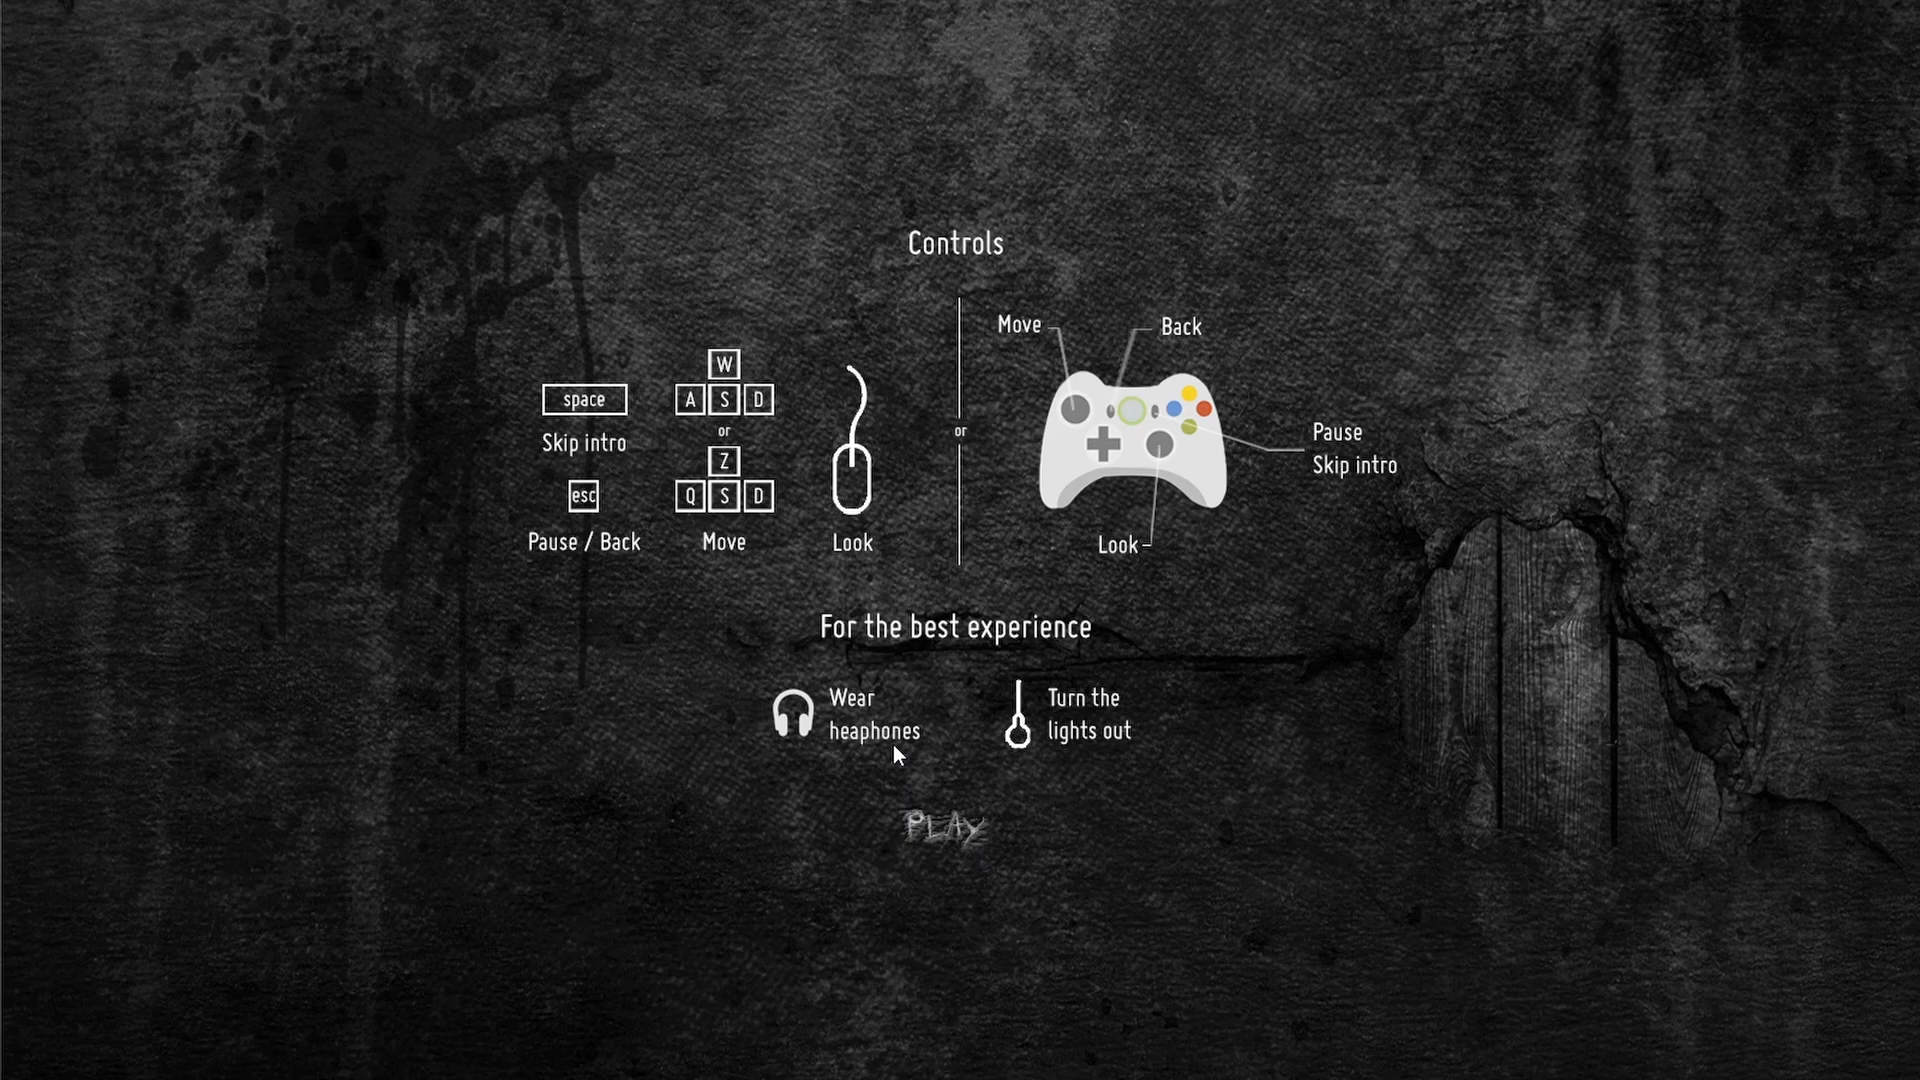 Controls
space
Skip intro
esc
Pause / Back
W
A S D
or
Z
Q S D
Move
Look
or
Move
Back
Pause
Skip intro
Look
For the best experience
Wear
heaphones
Turn the
lights out
PLAY